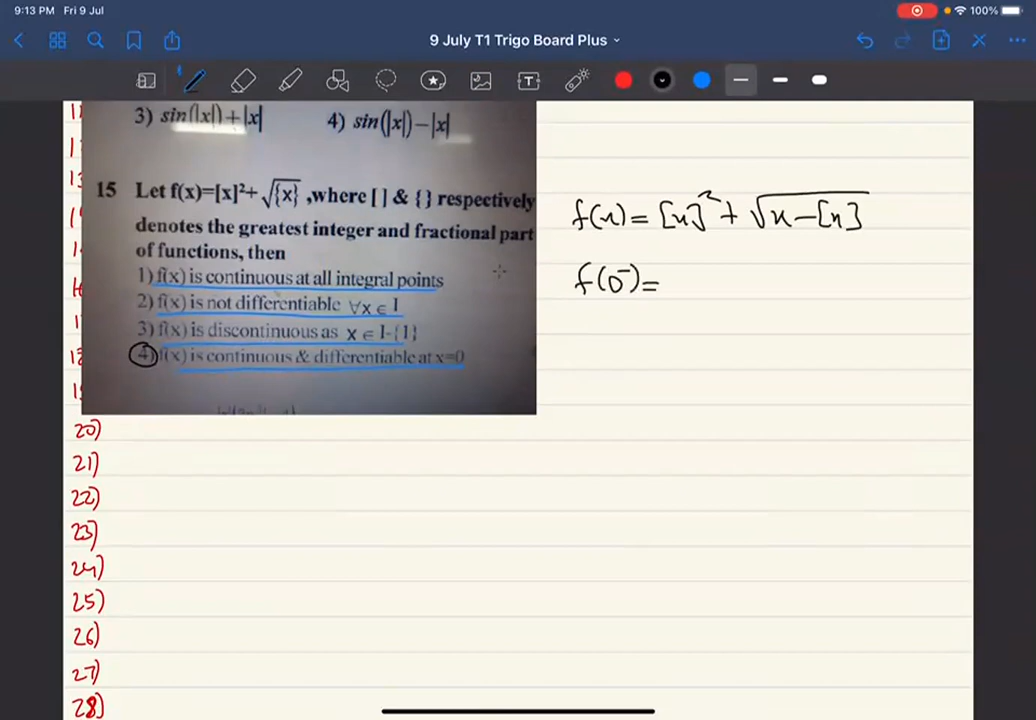 9:13 PM Fri 9 Jul
100%
9 July T1 Trigo Board Plus
3) sin(|x|)+|x| 4) sin(|x|)−|x|
15 Let f(x)=[x]²+√{x} ,where [ ] & { } respectively
denotes the greatest integer and fractional part
of functions, then
1) f(x) is continuous at all integral points
2) f(x) is not differentiable ∀x ∈ I
3) f(x) is discontinuous as x ∈ I-{1}
4) f(x) is continuous & differentiable at x=0
f(x) = [x]² + √x−[x]
f(0⁻) =
20)
21)
22)
23)
24)
25)
26)
27)
28)